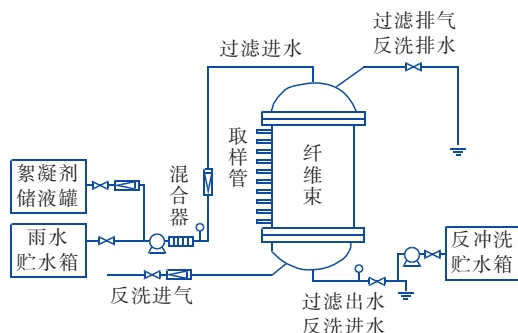 过滤进水
过滤排气
反洗排水
取样管
纤维束
混合器
絮凝剂
储液罐
雨水
贮水箱
反洗进气
过滤出水
反洗进水
反冲洗
贮水箱